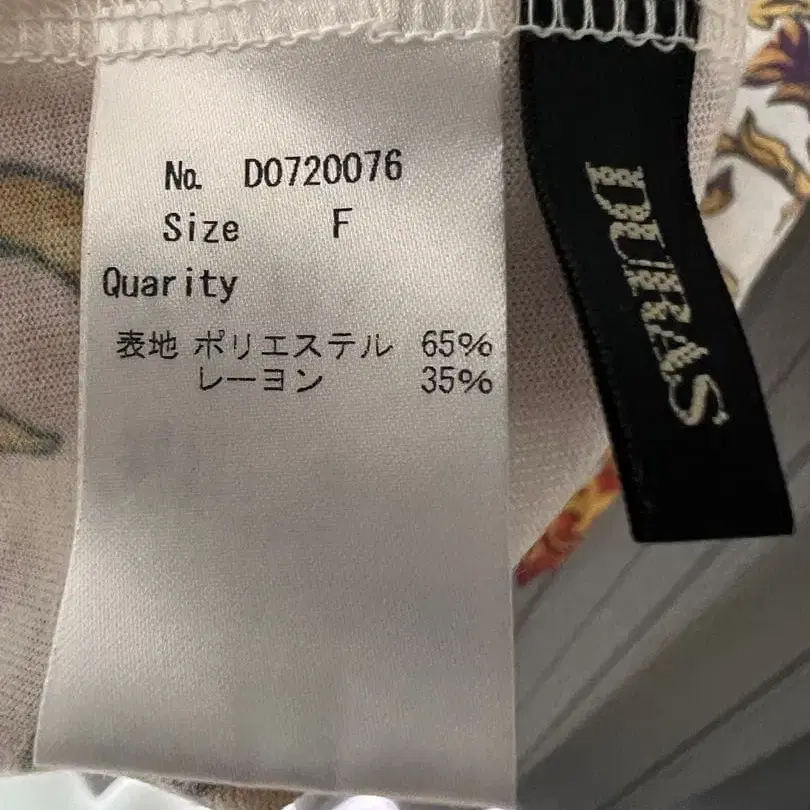 No. D0720076
Size F
Quarity
表地 ポリエステル 65%
レーヨン 35%
DURAS